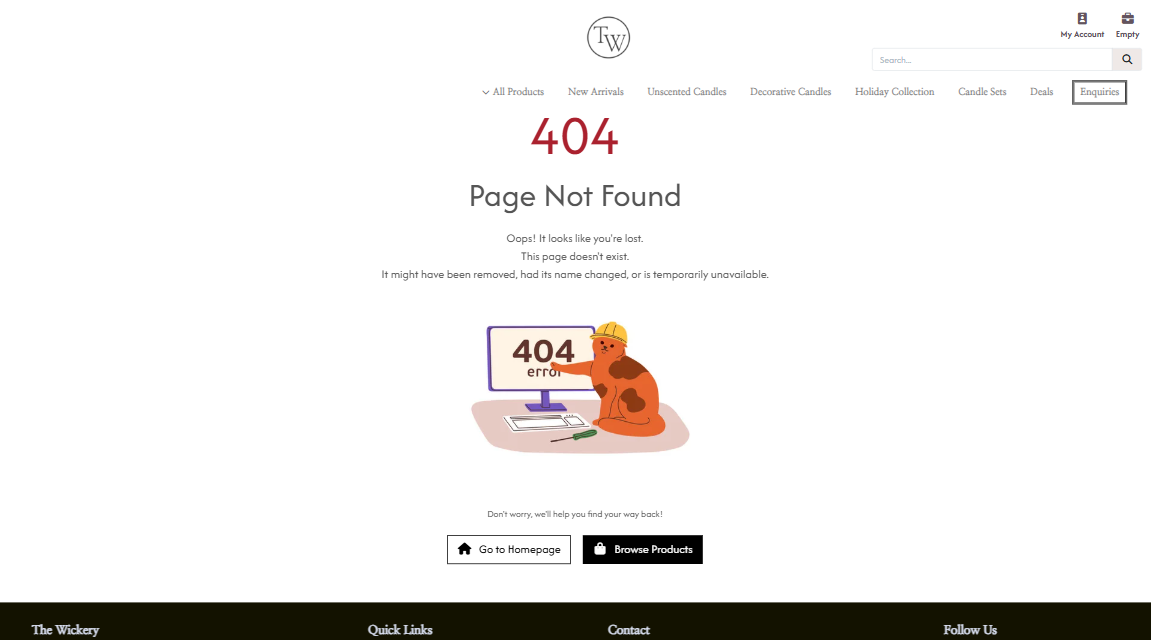 TW
My Account
Empty
Search...
All Products
New Arrivals
Unscented Candles
Decorative Candles
Holiday Collection
Candle Sets
Deals
Enquiries
404
Page Not Found
Oops! It looks like you're lost.
This page doesn't exist.
It might have been removed, had its name changed, or is temporarily unavailable.
404
error
Don't worry, we'll help you find your way back!
Go to Homepage
Browse Products
The Wickery
Quick Links
Contact
Follow Us